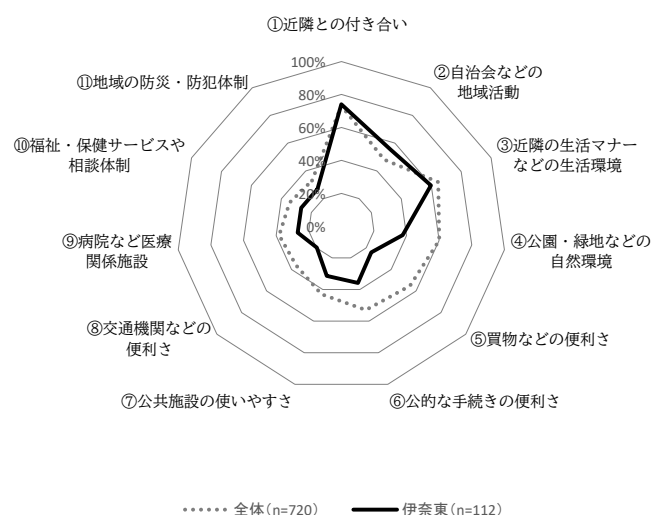 ①近隣との付き合い
②自治会などの
地域活動
③近隣の生活マナー
などの生活環境
④公園・緑地などの
自然環境
⑤買物などの便利さ
⑥公的な手続きの便利さ
⑦公共施設の使いやすさ
⑧交通機関などの
便利さ
⑨病院など医療
関係施設
⑩福祉・保健サービスや
相談体制
⑪地域の防災・防犯体制
100%
80%
60%
40%
20%
0%
全体(n=720)
伊奈東(n=112)